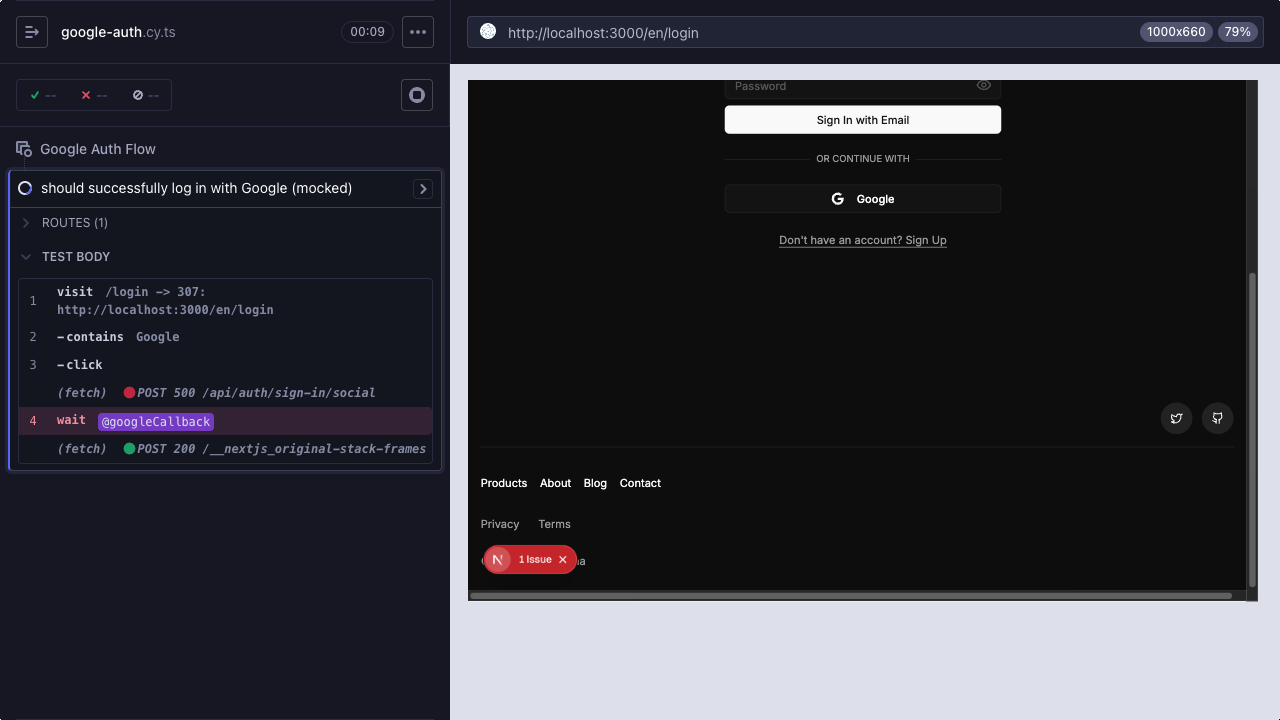 google-auth.cy.ts
00:09
--
--
--
Google Auth Flow
should successfully log in with Google (mocked)
ROUTES (1)
TEST BODY
1 visit /login -> 307:
http://localhost:3000/en/login
2 -contains Google
3 -click
(fetch) POST 500 /api/auth/sign-in/social
4 wait @googleCallback
(fetch) POST 200 /__nextjs_original-stack-frames
http://localhost:3000/en/login
1000x660
79%
Password
Sign In with Email
OR CONTINUE WITH
Google
Don't have an account? Sign Up
Products About Blog Contact
Privacy Terms
N 1 Issue